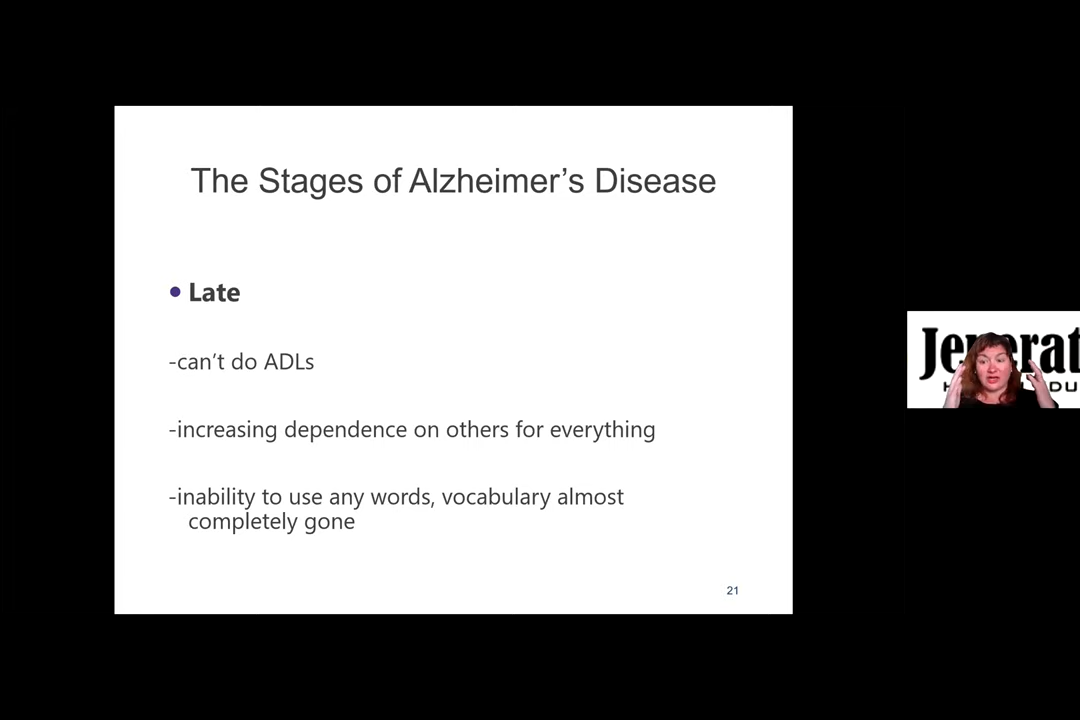 The Stages of Alzheimer’s Disease
• Late
-can’t do ADLs
-increasing dependence on others for everything
-inability to use any words, vocabulary almost
completely gone
21